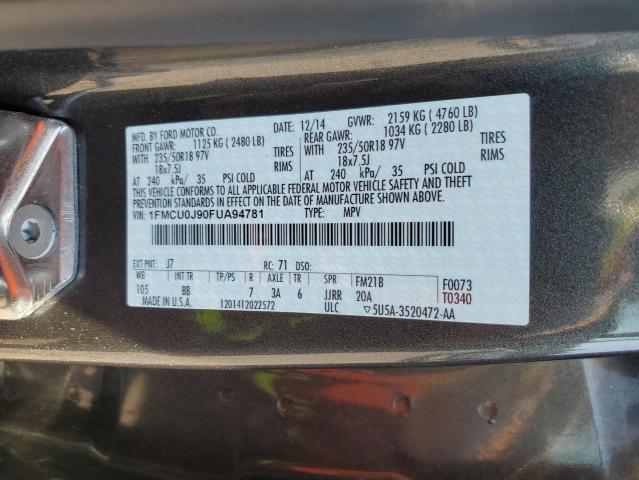 MFD. BY FORD MOTOR CO. DATE: 12/14 GVWR: 2159 KG ( 4760 LB)
FRONT GAWR: 1125 KG ( 2480 LB) REAR GAWR: 1034 KG ( 2280 LB)
WITH 235/50R18 97V TIRES WITH 235/50R18 97V TIRES
18x7.5J RIMS 18x7.5J RIMS
AT 240 kPa/ 35 PSI COLD AT 240 kPa/ 35 PSI COLD
THIS VEHICLE CONFORMS TO ALL APPLICABLE FEDERAL MOTOR VEHICLE SAFETY AND THEFT
PREVENTION STANDARDS IN EFFECT ON THE DATE OF MANUFACTURE SHOWN ABOVE.
VIN: 1FMCU0J90FUA94781 TYPE: MPV
EXT PNT: J7 RC: 71 DSO:
WB INT TR TP/PS R AXLE TR SPR FM21B F0073
105 BB 7 3A 6 JJRR 20A T0340
MADE IN U.S.A. 1201412022572 ULC ▽5U5A-3520472-AA